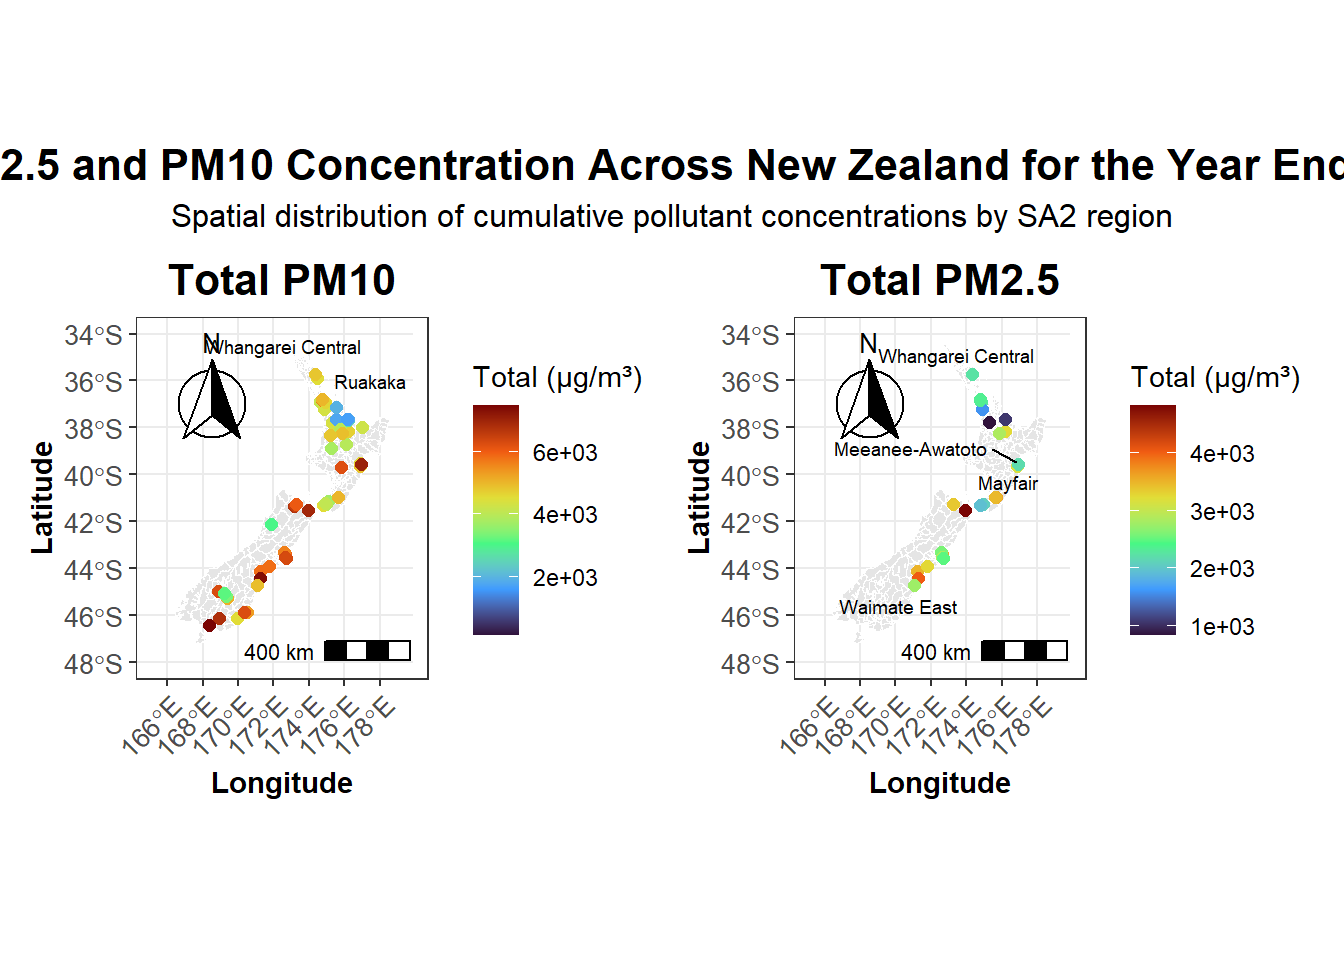 2.5 and PM10 Concentration Across New Zealand for the Year End
Spatial distribution of cumulative pollutant concentrations by SA2 region
Total PM10
34°S
36°S
38°S
40°S
42°S
44°S
46°S
48°S
Latitude
N
Whangarei Central
Ruakaka
400 km
166°E
168°E
170°E
172°E
174°E
176°E
178°E
Longitude
Total (µg/m³)
6e+03
4e+03
2e+03
Total PM2.5
34°S
36°S
38°S
40°S
42°S
44°S
46°S
48°S
Latitude
N
Whangarei Central
Meeanee-Awatoto
Mayfair
Waimate East
400 km
166°E
168°E
170°E
172°E
174°E
176°E
178°E
Longitude
Total (µg/m³)
4e+03
3e+03
2e+03
1e+03